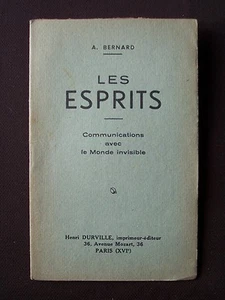 A. BERNARD
LES
ESPRITS
Communications
avec
le Monde invisible
Henri DURVILLE, imprimeur-éditeur
36, Avenue Mozart, 36
PARIS (XVIᵉ)